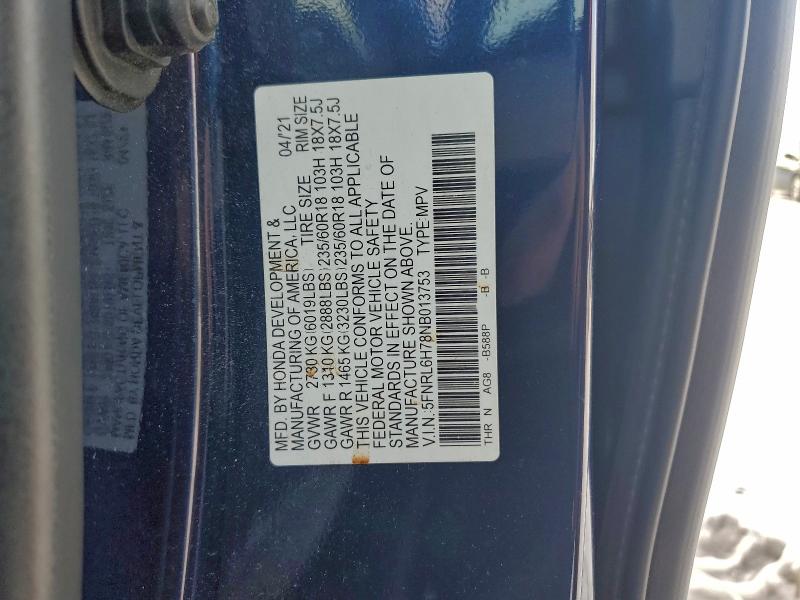 MFD. BY HONDA DEVELOPMENT &
MANUFACTURING OF AMERICA, LLC 04/'21
GVWR 2730 KG(6019LBS) TIRE SIZE RIM SIZE
GAWR F 1310 KG(2888LBS)235/60R18 103H 18X7.5J
GAWR R 1465 KG(3230LBS)235/60R18 103H 18X7.5J
THIS VEHICLE CONFORMS TO ALL APPLICABLE
FEDERAL MOTOR VEHICLE SAFETY
STANDARDS IN EFFECT ON THE DATE OF
MANUFACTURE SHOWN ABOVE.
V.I.N.:5FNRL6H78NB013753 TYPE:MPV
THR N AG8 -B588P -B -B